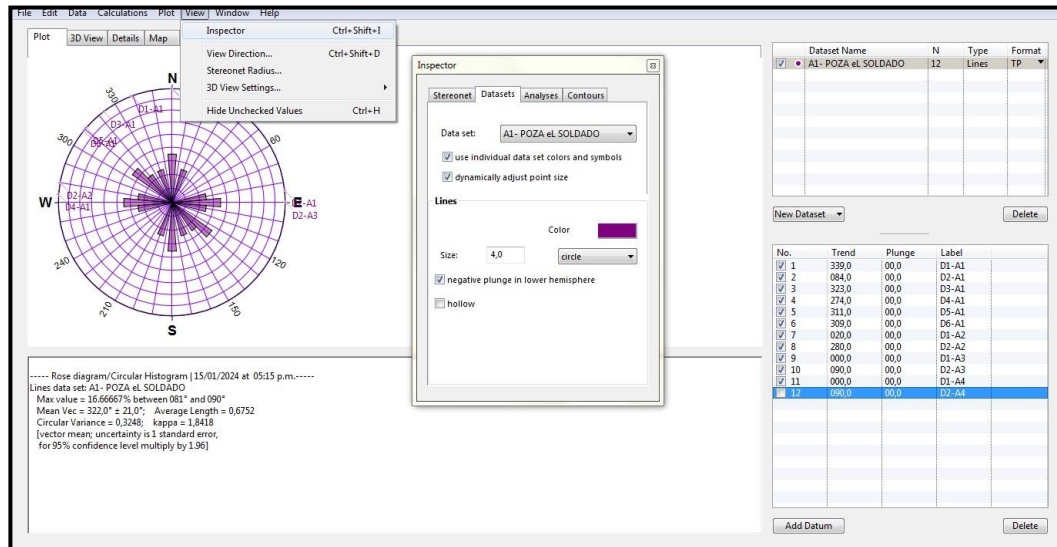 File Edit Data Calculations Plot View Window Help
Plot 3D View Details Map
Inspector Ctrl+Shift+I
View Direction... Ctrl+Shift+D
Stereonet Radius...
3D View Settings...
Hide Unchecked Values Ctrl+H
N
330
D1-A1
D3-A1
300
60
W
D2-A2
D4-A1
E
-A1
D2-A3
240
120
210
150
S
Inspector
Stereonet Datasets Analyses Contours
Data set: A1- POZA eL SOLDADO
use individual data set colors and symbols
dynamically adjust point size
Lines
Color
Size: 4,0 circle
negative plunge in lower hemisphere
hollow
Dataset Name N Type Format
A1- POZA eL SOLDADO 12 Lines TP
New Dataset Delete
No. Trend Plunge Label
1 339,0 00,0 D1-A1
2 084,0 00,0 D2-A1
3 323,0 00,0 D3-A1
4 274,0 00,0 D4-A1
5 311,0 00,0 D5-A1
6 309,0 00,0 D6-A1
7 020,0 00,0 D1-A2
8 280,0 00,0 D2-A2
9 000,0 00,0 D1-A3
10 090,0 00,0 D2-A3
11 000,0 00,0 D1-A4
12 090,0 00,0 D2-A4
Add Datum Delete
----- Rose diagram/Circular Histogram | 15/01/2024 at 05:15 p.m.-----
Lines data set: A1- POZA eL SOLDADO
Max value = 16.66667% between 081° and 090°
Mean Vec = 322,0° ± 21,0°; Average Length = 0,6752
Circular Variance = 0,3248; kappa = 1,8418
[vector mean; uncertainty is 1 standard error,
for 95% confidence level multiply by 1.96]